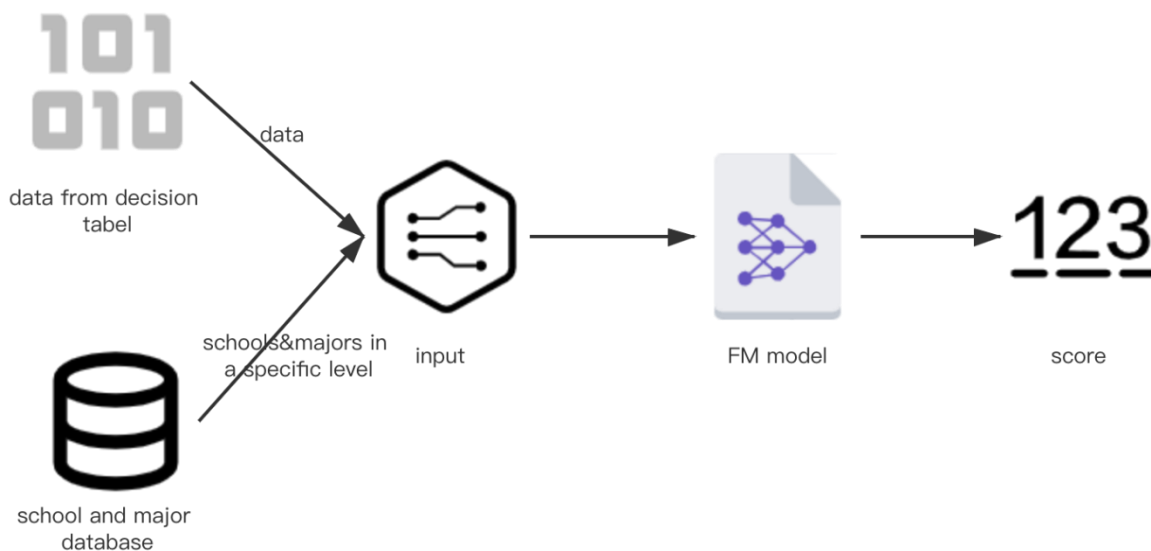 101
010
data from decision
tabel
data
schools&majors in
a specific level
school and major
database
input
FM model
123
score